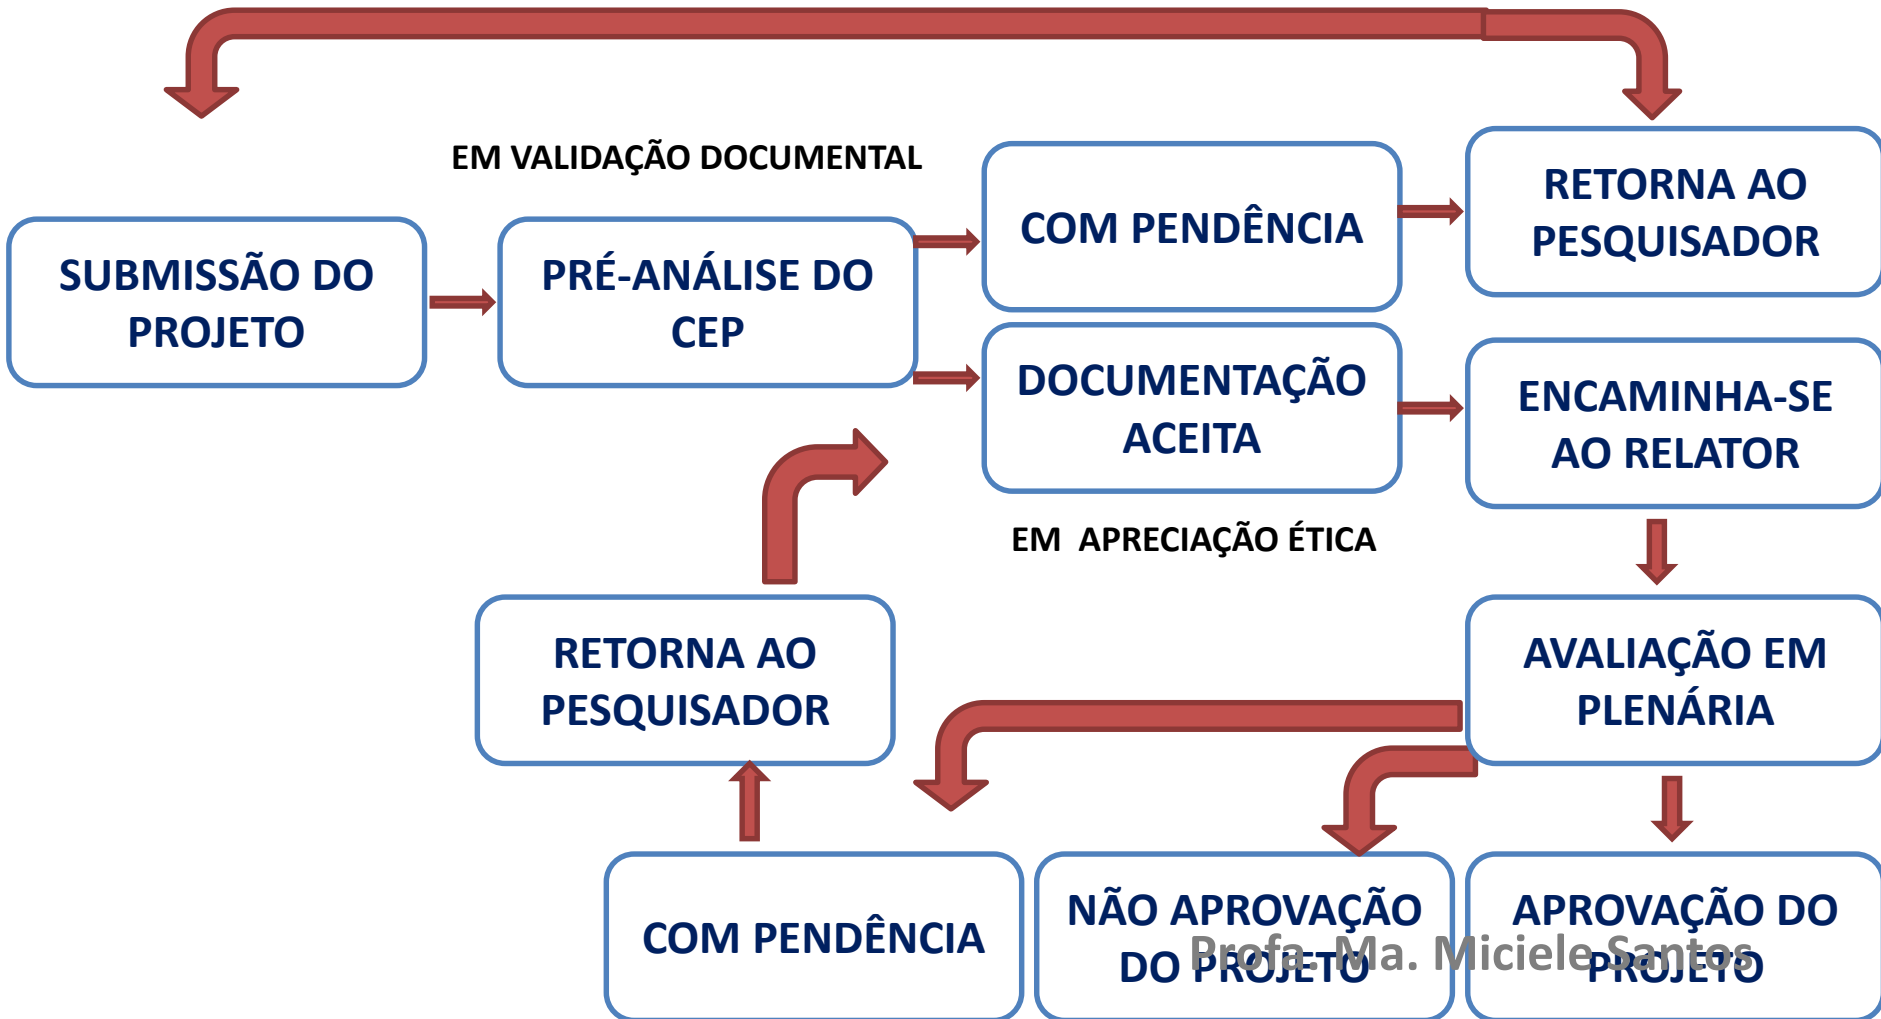 EM VALIDAÇÃO DOCUMENTAL
SUBMISSÃO DO
PROJETO
PRÉ-ANÁLISE DO
CEP
COM PENDÊNCIA
RETORNA AO
PESQUISADOR
DOCUMENTAÇÃO
ACEITA
ENCAMINHA-SE
AO RELATOR
EM APRECIAÇÃO ÉTICA
RETORNA AO
PESQUISADOR
AVALIAÇÃO EM
PLENÁRIA
COM PENDÊNCIA
NÃO APROVAÇÃO
DO PROJETO
APROVAÇÃO DO
PROJETO
Profa. Ma. Miciele Santos